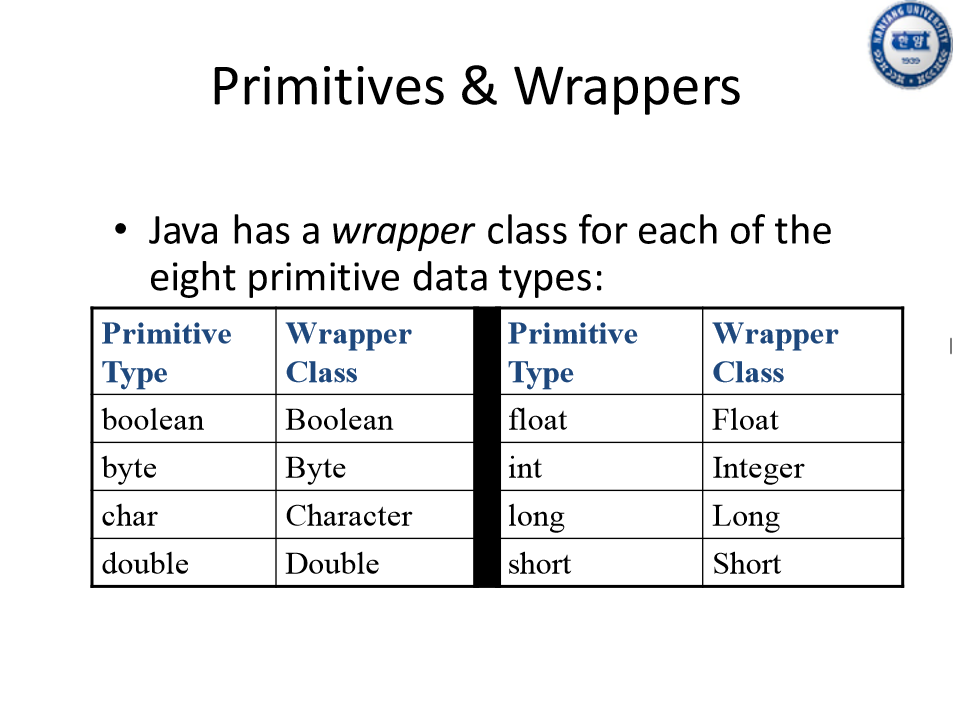 HANYANG UNIVERSITY
한양
1939
Primitives & Wrappers
• Java has a wrapper class for each of the
eight primitive data types:
Primitive Type Wrapper Class Primitive Type Wrapper Class
boolean Boolean float Float
byte Byte int Integer
char Character long Long
double Double short Short